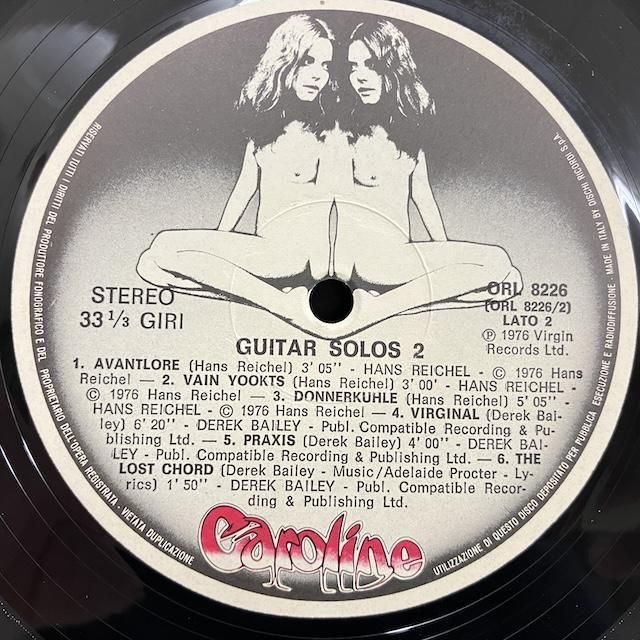 STEREO
33 1/3 GIRI
ORL 8226
(ORL 8226/2)
LATO 2
Ⓟ 1976 Virgin
Records Ltd.
GUITAR SOLOS 2
1. AVANTLORE (Hans Reichel) 3'05" - HANS REICHEL - © 1976 Hans
Reichel — 2. VAIN YOOKTS (Hans Reichel) 3'00' - HANS REICHEL -
© 1976 Hans Reichel — 3. DONNERKUHLE (Hans Reichel) 5'05" -
HANS REICHEL - © 1976 Hans Reichel — 4. VIRGINAL (Derek Bai-
ley) 6'20" - DEREK BAILEY - Publ. Compatible Recording & Pu-
blishing Ltd. — 5. PRAXIS (Derek Bailey) 4'00" - DEREK BAI-
LEY - Publ. Compatible Recording & Publishing Ltd. — 6. THE
LOST CHORD (Derek Bailey - Music/Adelaide Procter - Ly-
rics) 1'50" - DEREK BAILEY - Publ. Compatible Recor-
ding & Publishing Ltd.
Caroline
RISERVATI TUTTI I DIRITTI DEL PRODUTTORE FONOGRAFICO E DEL PROPRIETARIO DELL'OPERA REGISTRATA - VIETATA DUPLICAZIONE
UTILIZZAZIONE DI QUESTO DISCO DEPOSITATO PER PUBBLICA ESECUZIONE E RADIODIFFUSIONE - MADE IN ITALY BY DISCHI RICORDI S.p.A.